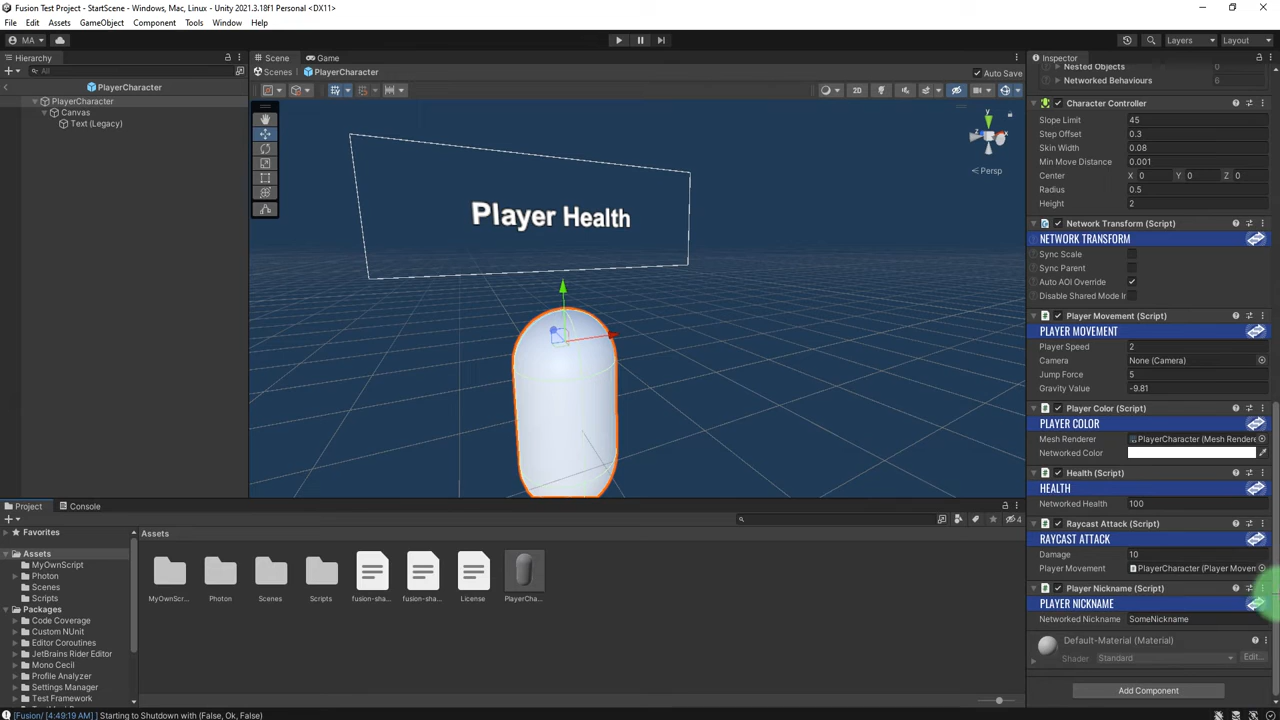 Fusion Test Project - StartScene - Windows, Mac, Linux - Unity 2021.3.18f1 Personal <DX11>
File Edit Assets GameObject Component Tools Window Help
MA Layers Layout
Hierarchy
All
PlayerCharacter
PlayerCharacter
Canvas
Text (Legacy)
Scene Game
Scenes PlayerCharacter Auto Save
2D
y
x
Persp
Player Health
Inspector
Nested Objects 0
Networked Behaviours 6
Character Controller
Slope Limit 45
Step Offset 0.3
Skin Width 0.08
Min Move Distance 0.001
Center X 0 Y 0 Z 0
Radius 0.5
Height 2
Network Transform (Script)
NETWORK TRANSFORM
Sync Scale
Sync Parent
Auto AOI Override
Disable Shared Mode Ir
Player Movement (Script)
PLAYER MOVEMENT
Player Speed 2
Camera None (Camera)
Jump Force 5
Gravity Value -9.81
Player Color (Script)
PLAYER COLOR
Mesh Renderer PlayerCharacter (Mesh Rendere
Networked Color
Health (Script)
HEALTH
Networked Health 100
Raycast Attack (Script)
RAYCAST ATTACK
Damage 10
Player Movement PlayerCharacter (Player Moven
Player Nickname (Script)
PLAYER NICKNAME
Networked Nickname SomeNickname
Default-Material (Material)
Shader Standard Edit...
Add Component
Project Console
4
Favorites
Assets
MyOwnScript
Photon
Scenes
Scripts
Packages
Code Coverage
Custom NUnit
Editor Coroutines
JetBrains Rider Editor
Mono Cecil
Profile Analyzer
Settings Manager
Test Framework
Assets
MyOwnScr... Photon Scenes Scripts fusion-sha... fusion-sha... License PlayerCha...
[Fusion/ [4:49:19 AM] Starting to Shutdown with (False, Ok, False)